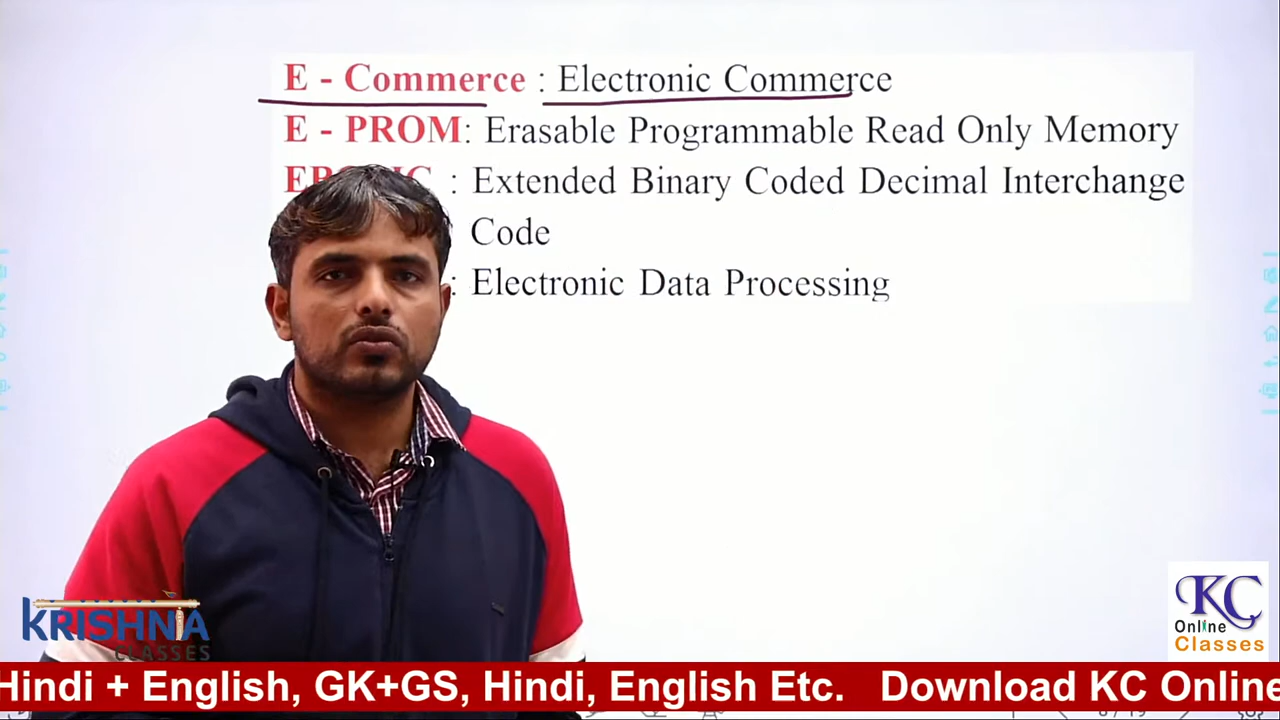 E - Commerce : Electronic Commerce
E - PROM: Erasable Programmable Read Only Memory
: Extended Binary Coded Decimal Interchange
Code
: Electronic Data Processing
KRISHNA
CLASSES
KC
Online
Classes
Hindi + English, GK+GS, Hindi, English Etc. Download KC Online